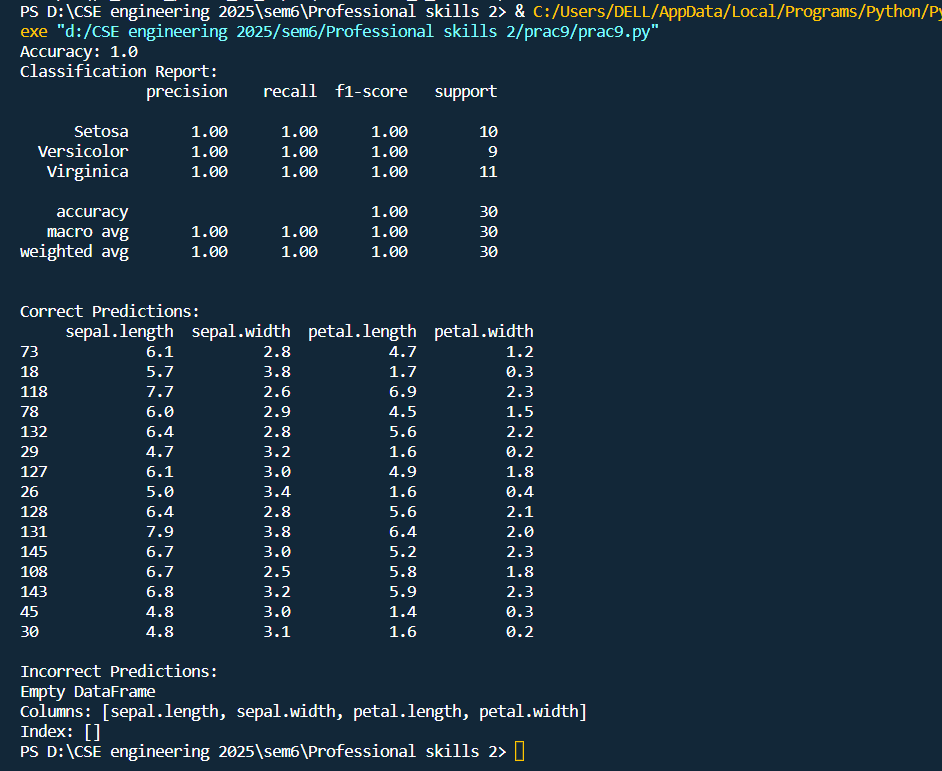 PS D:\CSE engineering 2025\sem6\Professional skills 2> & C:/Users/DELL/AppData/Local/Programs/Python/Py
exe "d:/CSE engineering 2025/sem6/Professional skills 2/prac9/prac9.py"
Accuracy: 1.0
Classification Report:
              precision    recall  f1-score   support

      Setosa       1.00      1.00      1.00        10
  Versicolor       1.00      1.00      1.00         9
   Virginica       1.00      1.00      1.00        11

    accuracy                           1.00        30
   macro avg       1.00      1.00      1.00        30
weighted avg       1.00      1.00      1.00        30

Correct Predictions:
     sepal.length  sepal.width  petal.length  petal.width
73            6.1          2.8           4.7          1.2
18            5.7          3.8           1.7          0.3
118           7.7          2.6           6.9          2.3
78            6.0          2.9           4.5          1.5
132           6.4          2.8           5.6          2.2
29            4.7          3.2           1.6          0.2
127           6.1          3.0           4.9          1.8
26            5.0          3.4           1.6          0.4
128           6.4          2.8           5.6          2.1
131           7.9          3.8           6.4          2.0
145           6.7          3.0           5.2          2.3
108           6.7          2.5           5.8          1.8
143           6.8          3.2           5.9          2.3
45            4.8          3.0           1.4          0.3
30            4.8          3.1           1.6          0.2

Incorrect Predictions:
Empty DataFrame
Columns: [sepal.length, sepal.width, petal.length, petal.width]
Index: []
PS D:\CSE engineering 2025\sem6\Professional skills 2>